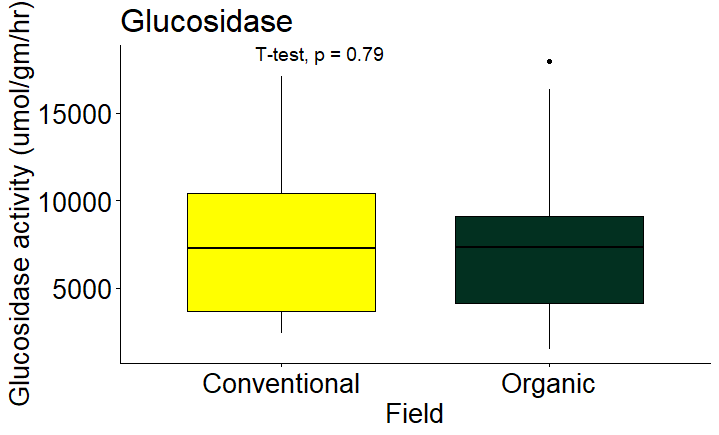 Glucosidase
T-test, p = 0.79
Glucosidase activity (umol/gm/hr)
15000
10000
5000
Conventional
Organic
Field